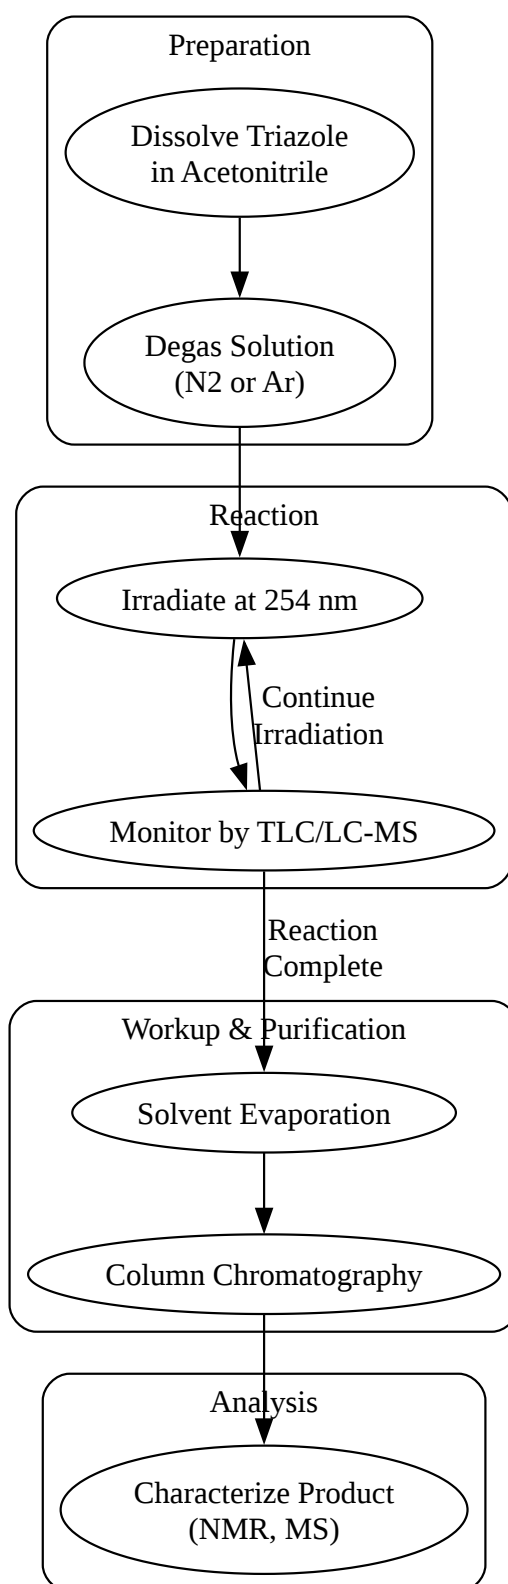 Preparation
Dissolve Triazole
in Acetonitrile
Degas Solution
(N2 or Ar)
Reaction
Irradiate at 254 nm
Continue
Irradiation
Monitor by TLC/LC-MS
Reaction
Complete
Workup & Purification
Solvent Evaporation
Column Chromatography
Analysis
Characterize Product
(NMR, MS)